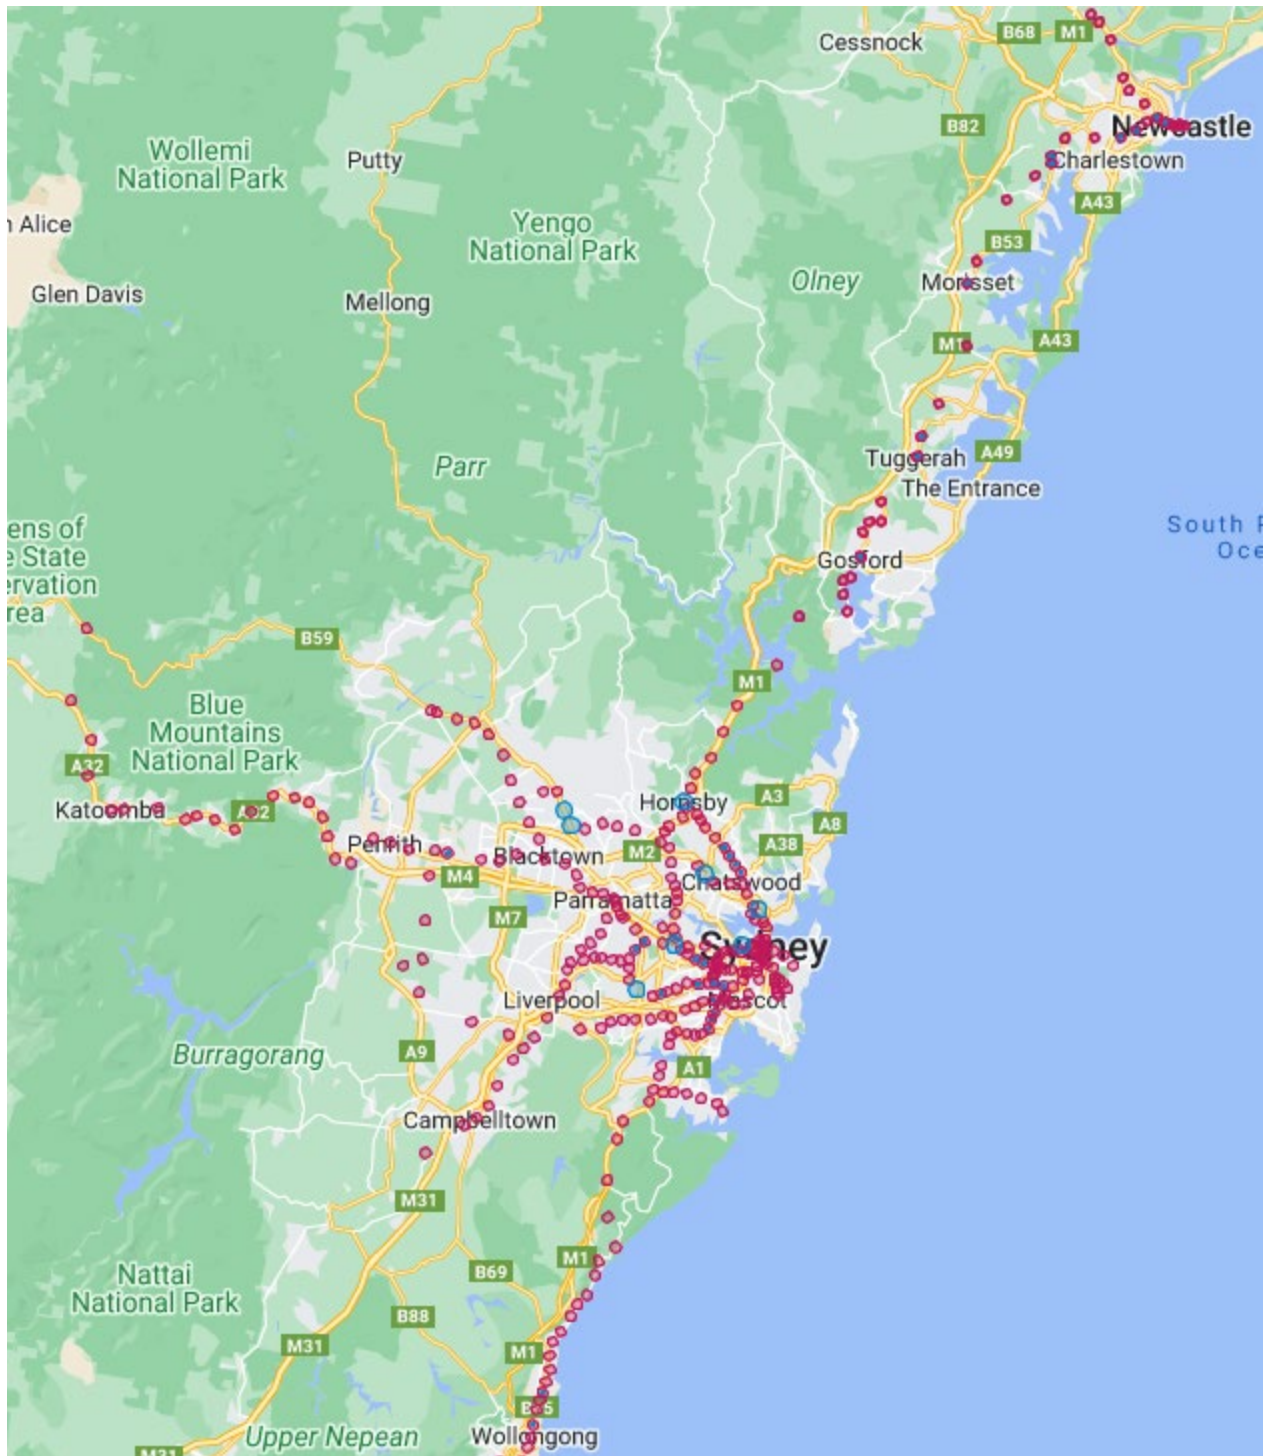 Cessnock
B68
M1
B82
Newcastle
Charlestown
Wollemi
National Park
Putty
A43
n Alice
Yengo
National Park
B53
Olney
Morisset
Glen Davis
Mellong
M1
A43
Parr
Tuggerah
A49
The Entrance
ens of
e State
ervation
rea
South P
Oce
Gosford
B59
M1
Blue
Mountains
National Park
A32
Katoomba
Hornsby
A3
A8
Penrith
Blacktown
M2
A38
M4
Chatswood
Parramatta
M7
Sydney
Liverpool
Mascot
Burragorang
A9
A1
Campbelltown
M31
M1
B69
Nattai
National Park
B88
M31
M1
Upper Nepean
Wollongong
M31